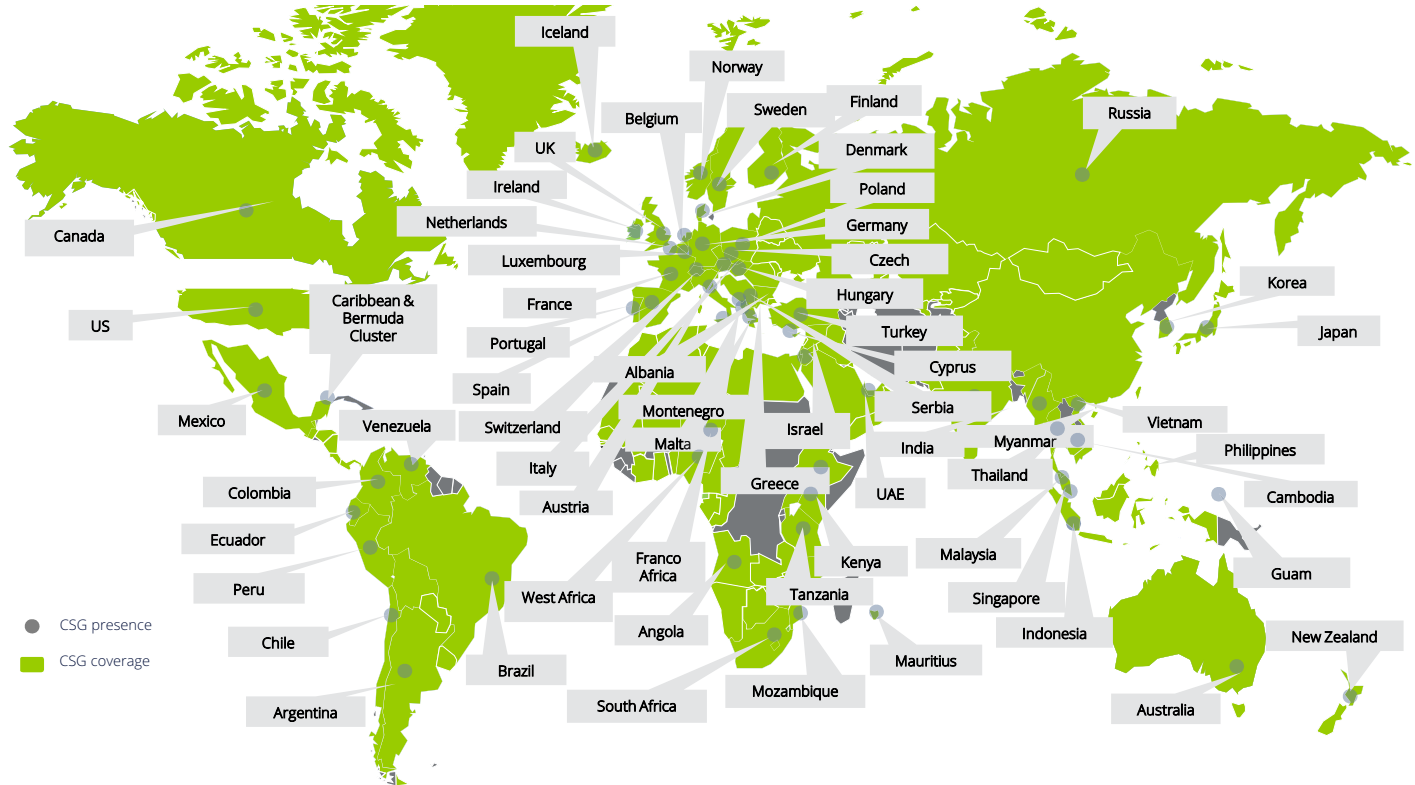 Iceland
Norway
Finland
Sweden
Belgium
Russia
UK
Denmark
Ireland
Poland
Netherlands
Germany
Canada
Luxembourg
Czech
Korea
Hungary
Caribbean &
Bermuda
Cluster
France
US
Turkey
Japan
Portugal
Cyprus
Albania
Spain
Serbia
Montenegro
Mexico
Venezuela
Switzerland
Israel
Vietnam
Malta
India
Myanmar
Philippines
Italy
Thailand
Greece
Colombia
UAE
Cambodia
Austria
Ecuador
Malaysia
Franco
Africa
Kenya
Guam
Peru
West Africa
Tanzania
Singapore
CSG presence
Angola
Indonesia
New Zealand
Chile
CSG coverage
Mauritius
Brazil
Mozambique
South Africa
Argentina
Australia